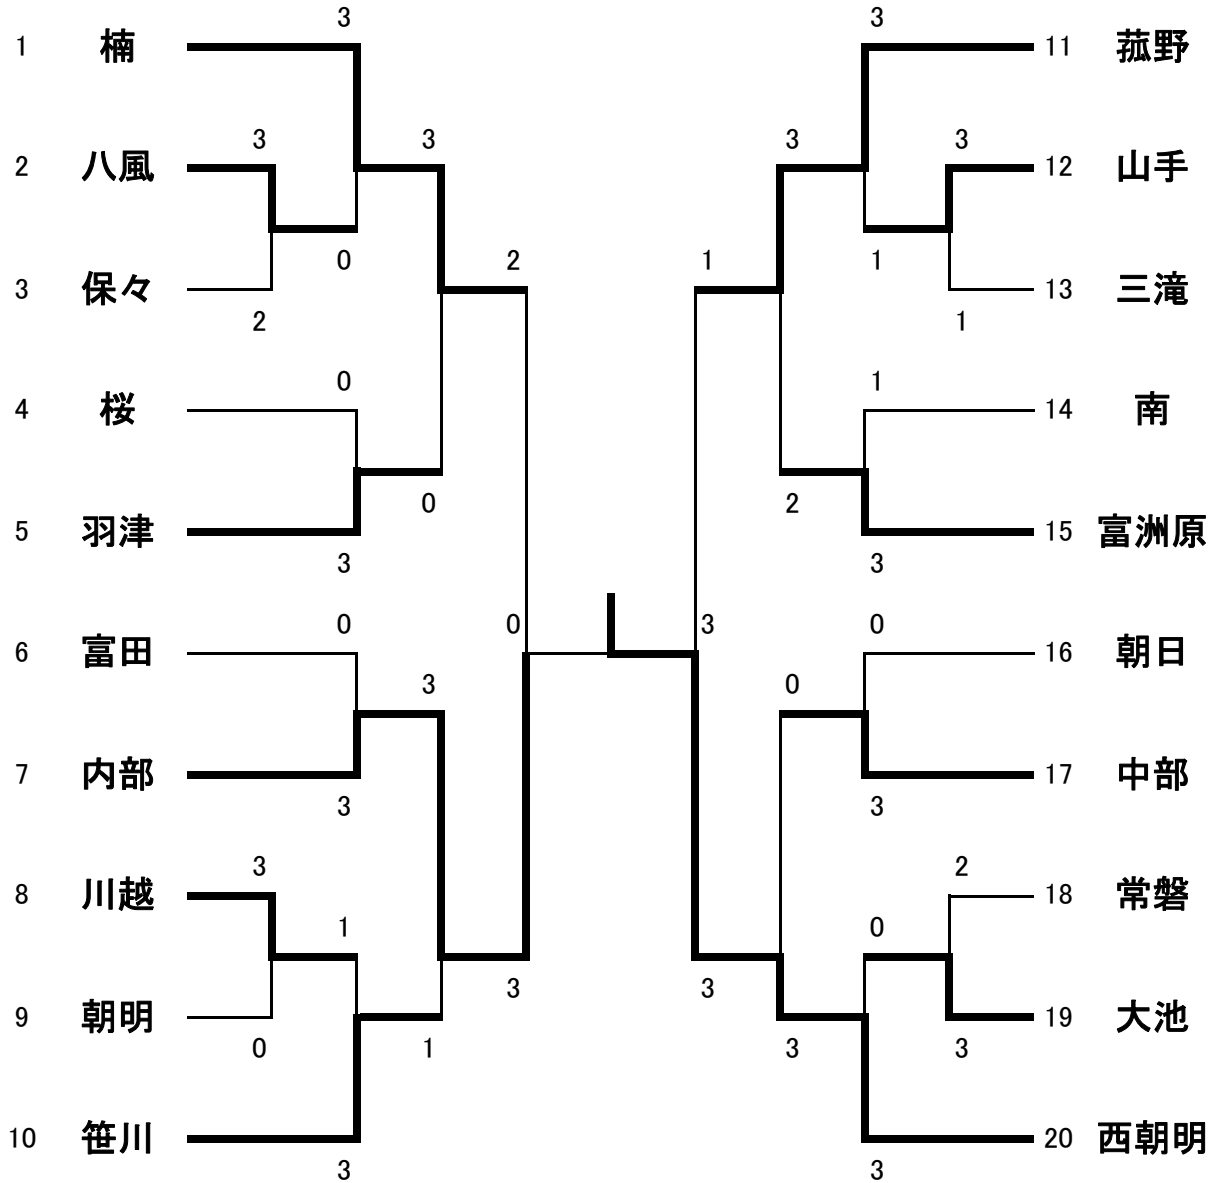 3 3
1 楠 11 菰野
3 3 3 3
2 八風 12 山手
0 2 1 1
3 保々 13 三滝
2 1
0 1
4 桜 14 南
0 2
5 羽津 15 富洲原
3 3
0 0 3 0
6 富田 16 朝日
3 0
7 内部 17 中部
3 3
3 2
8 川越 18 常磐
1 0
3 3
9 朝明 19 大池
0 1 3 3
10 笹川 20 西朝明
3 3